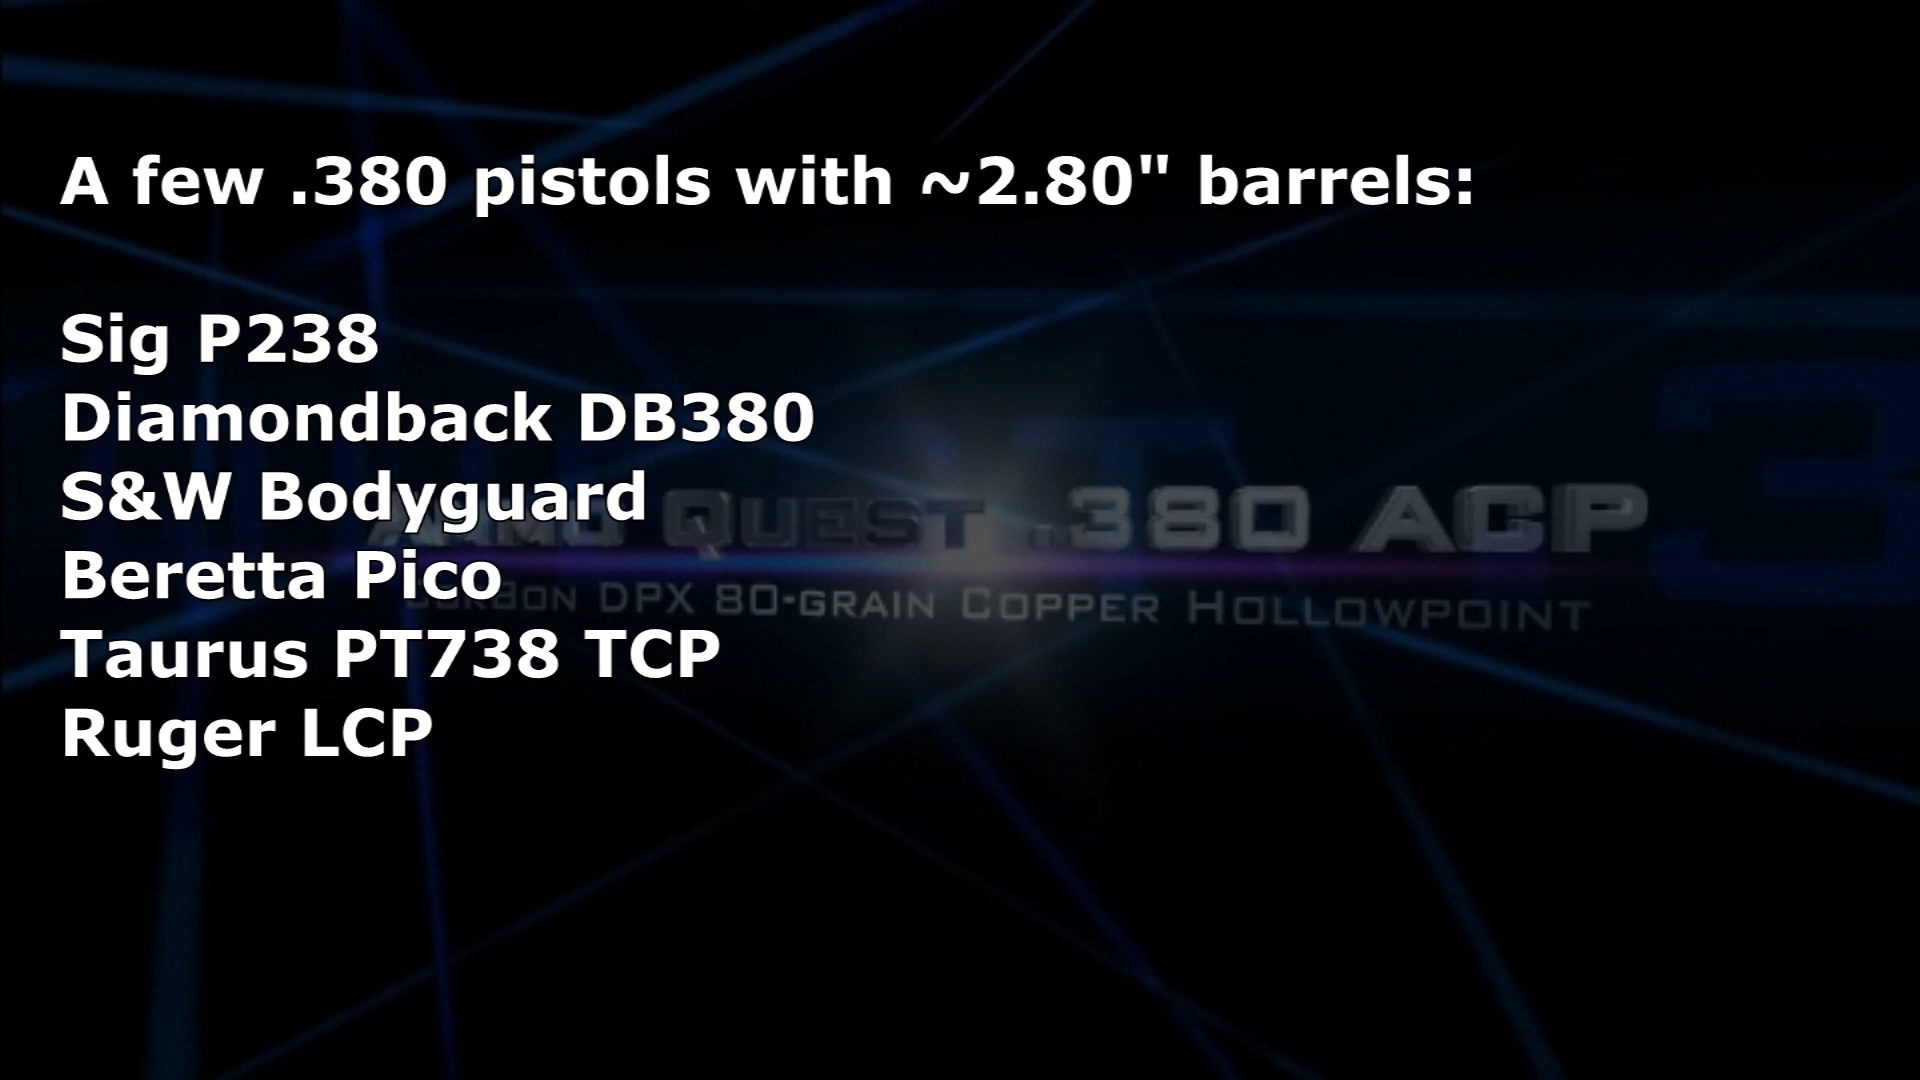 A few .380 pistols with ~2.80" barrels:
Sig P238
Diamondback DB380
S&W Bodyguard
Beretta Pico
Taurus PT738 TCP
Ruger LCP
Quest .380 ACP
DPX 80-grain Copper Hollowpoint